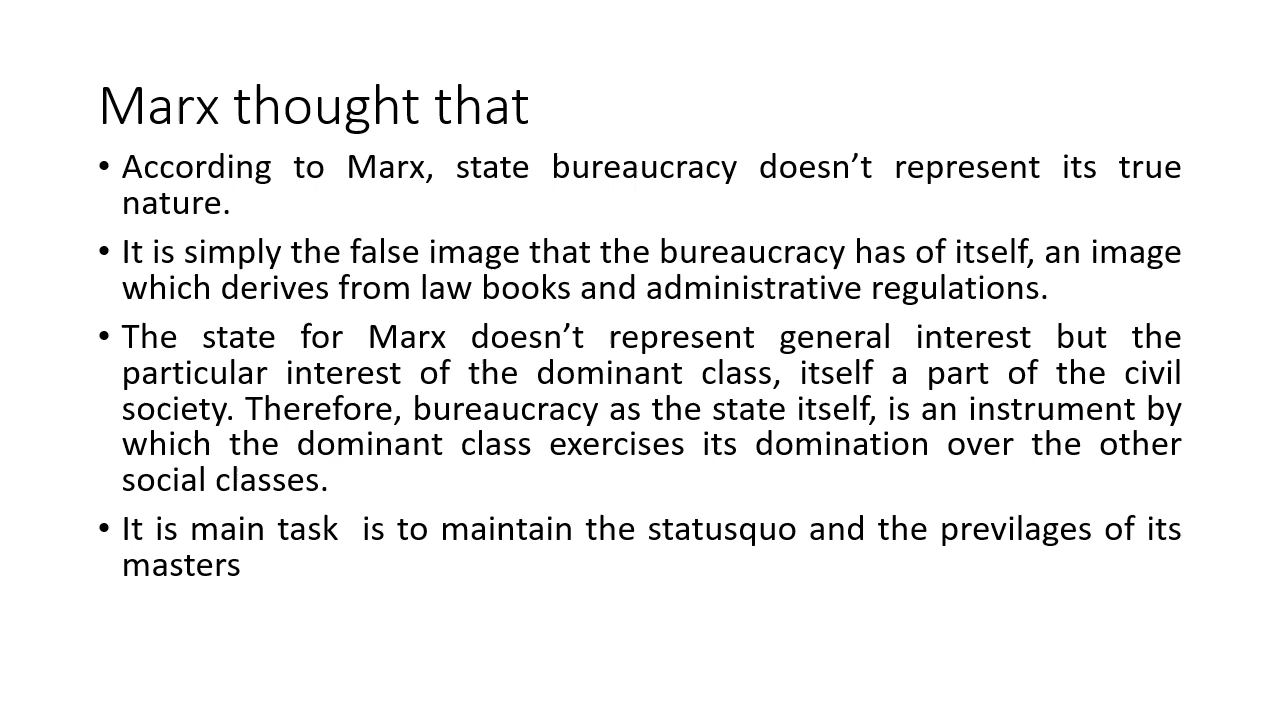 Marx thought that
• According to Marx, state bureaucracy doesn’t represent its true
nature.
• It is simply the false image that the bureaucracy has of itself, an image
which derives from law books and administrative regulations.
• The state for Marx doesn’t represent general interest but the
particular interest of the dominant class, itself a part of the civil
society. Therefore, bureaucracy as the state itself, is an instrument by
which the dominant class exercises its domination over the other
social classes.
• It is main task  is to maintain the statusquo and the previlages of its
masters